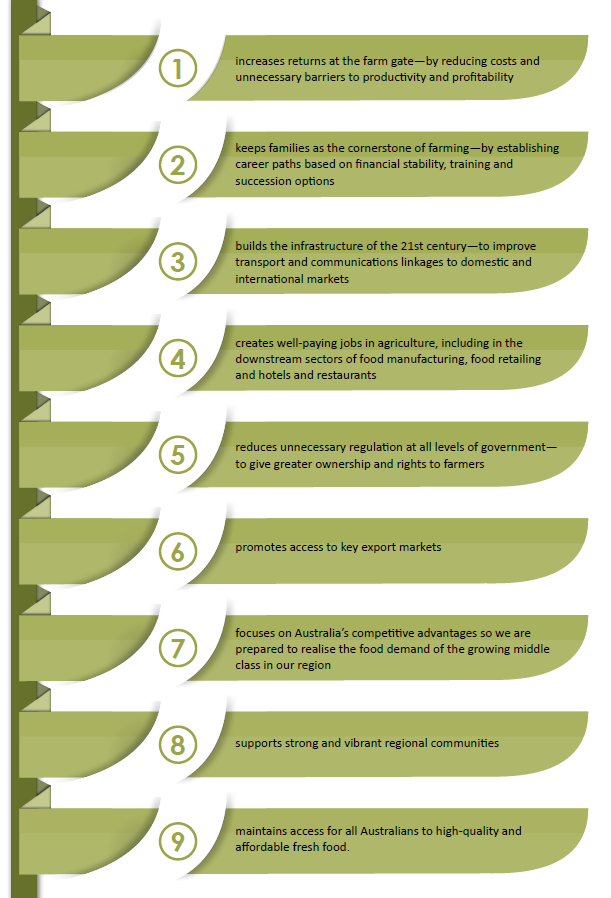 1
increases returns at the farm gate—by reducing costs and
unnecessary barriers to productivity and profitability
2
keeps families as the cornerstone of farming—by establishing
career paths based on financial stability, training and
succession options
3
builds the infrastructure of the 21st century—to improve
transport and communications linkages to domestic and
international markets
4
creates well-paying jobs in agriculture, including in the
downstream sectors of food manufacturing, food retailing
and hotels and restaurants
5
reduces unnecessary regulation at all levels of government—
to give greater ownership and rights to farmers
6
promotes access to key export markets
7
focuses on Australia’s competitive advantages so we are
prepared to realise the food demand of the growing middle
class in our region
8
supports strong and vibrant regional communities
9
maintains access for all Australians to high-quality and
affordable fresh food.